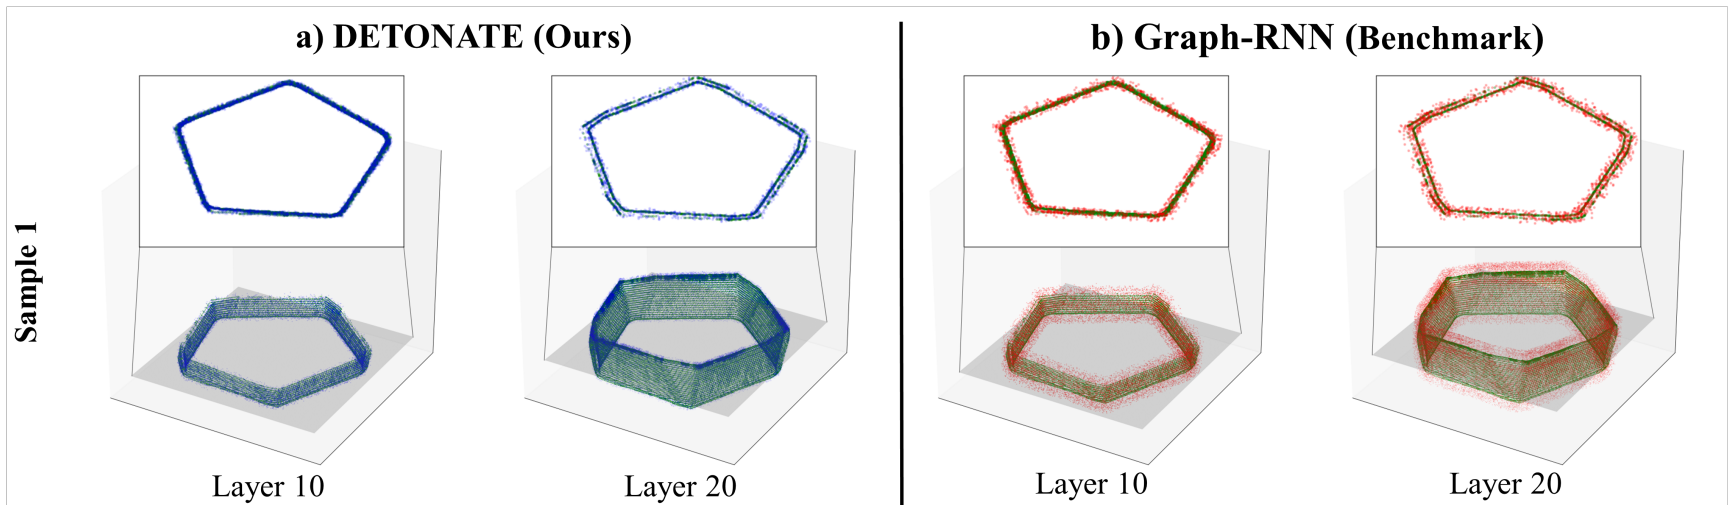 a) DETONATE (Ours)
b) Graph-RNN (Benchmark)
Sample 1
Layer 10
Layer 20
Layer 10
Layer 20